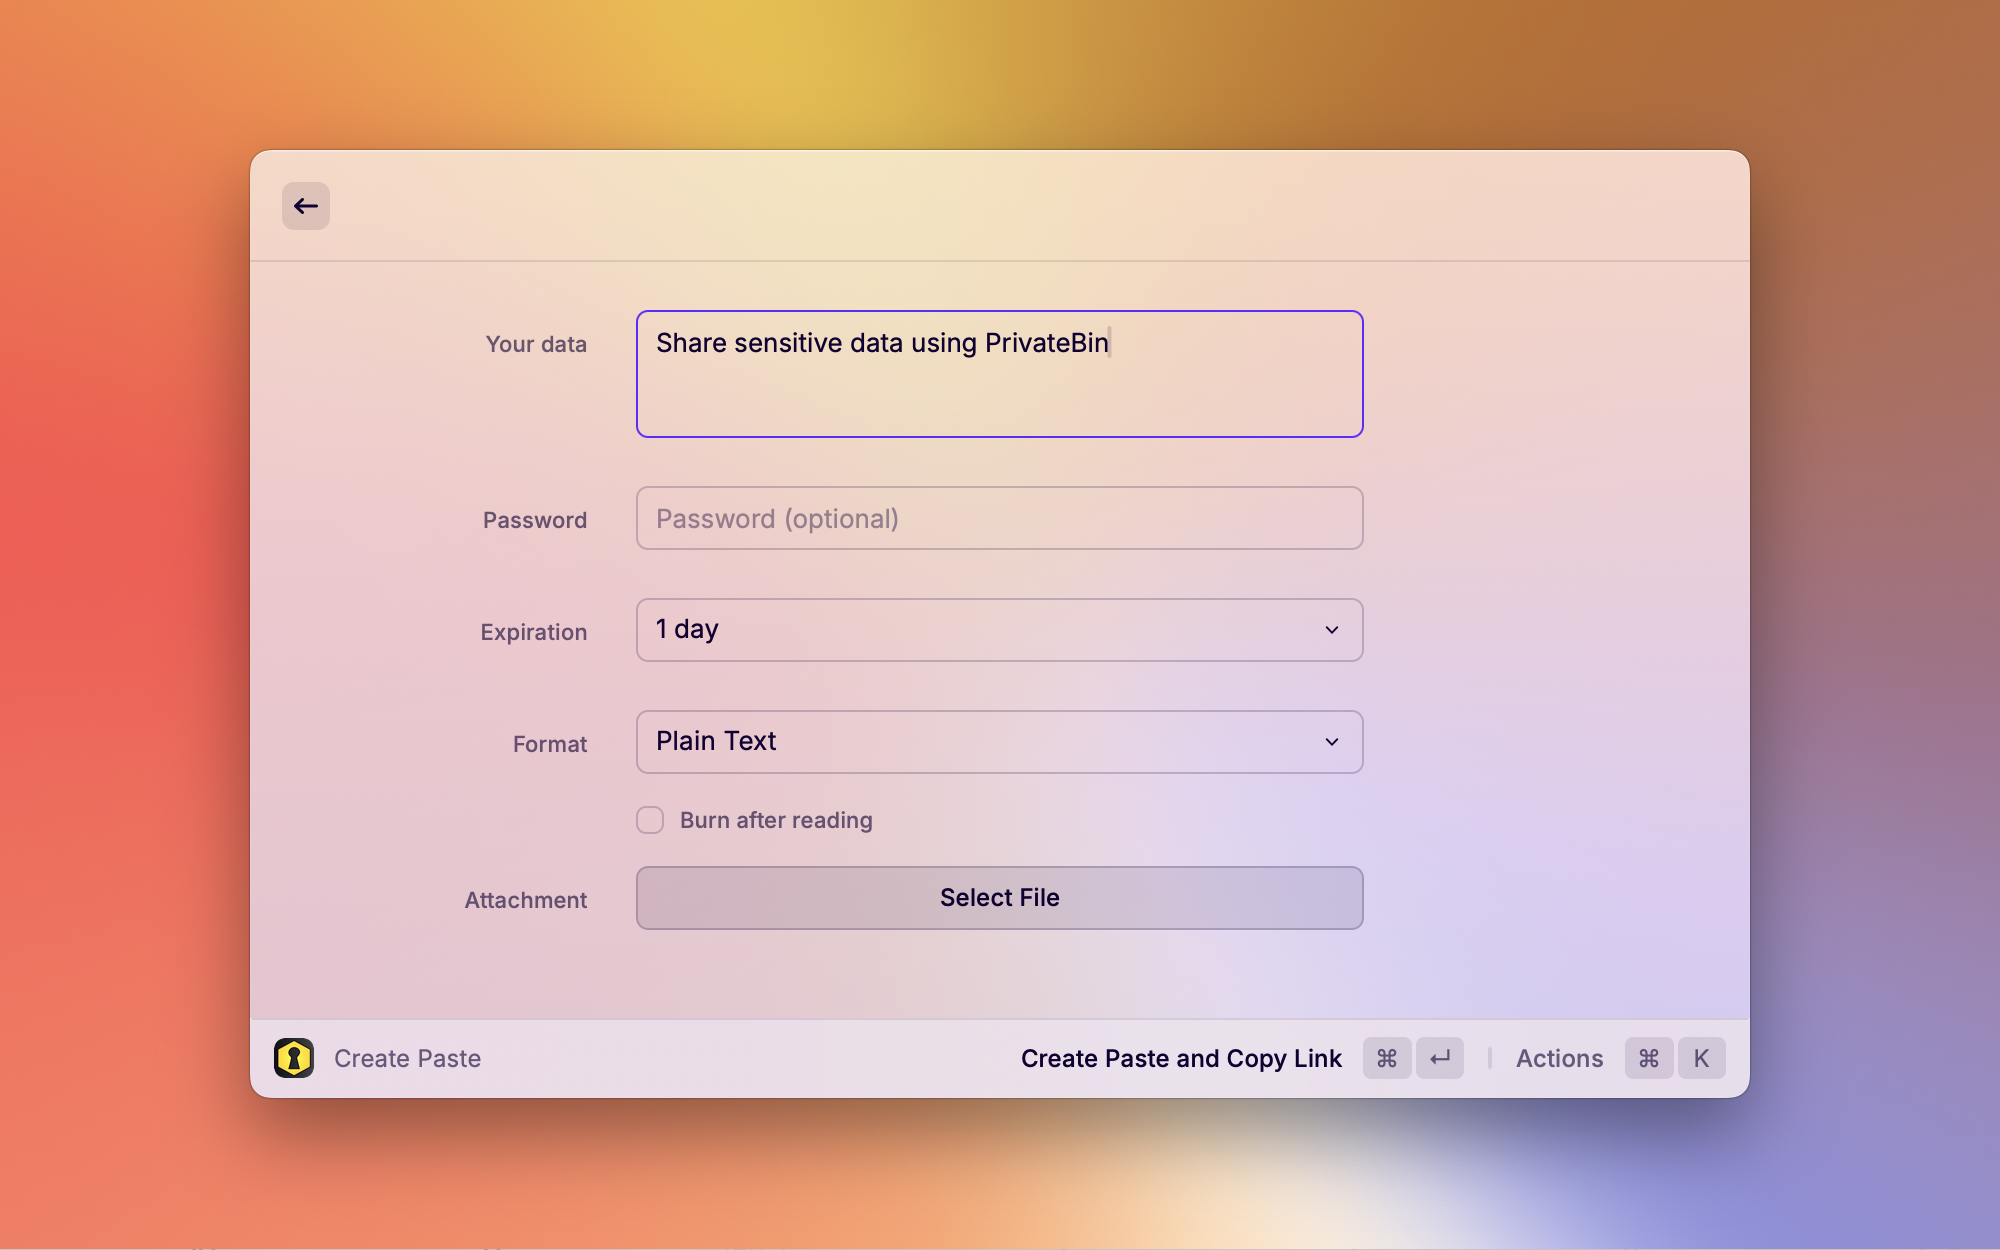 Your data
Share sensitive data using PrivateBin
Password
Password (optional)
Expiration
1 day
Format
Plain Text
Burn after reading
Attachment
Select File
Create Paste
Create Paste and Copy Link ⌘ ↵ | Actions ⌘ K